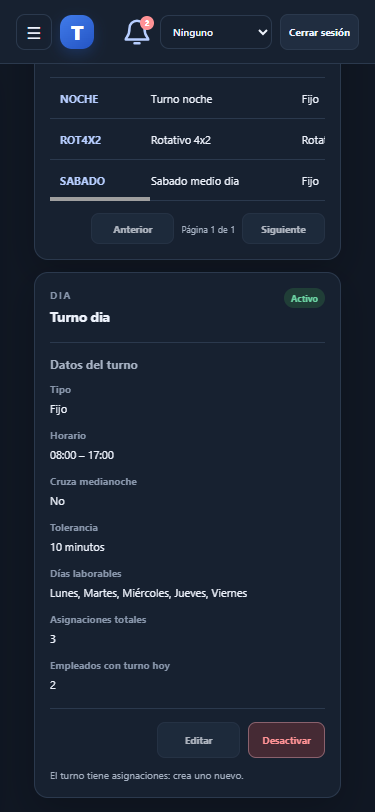 ☰ T 2 Ninguno Cerrar sesión
NOCHE Turno noche Fijo
ROT4X2 Rotativo 4x2 Rotat
SABADO Sabado medio dia Fijo
Anterior Página 1 de 1 Siguiente
DIA Activo
Turno dia
Datos del turno
Tipo
Fijo
Horario
08:00 – 17:00
Cruza medianoche
No
Tolerancia
10 minutos
Días laborables
Lunes, Martes, Miércoles, Jueves, Viernes
Asignaciones totales
3
Empleados con turno hoy
2
Editar Desactivar
El turno tiene asignaciones: crea uno nuevo.